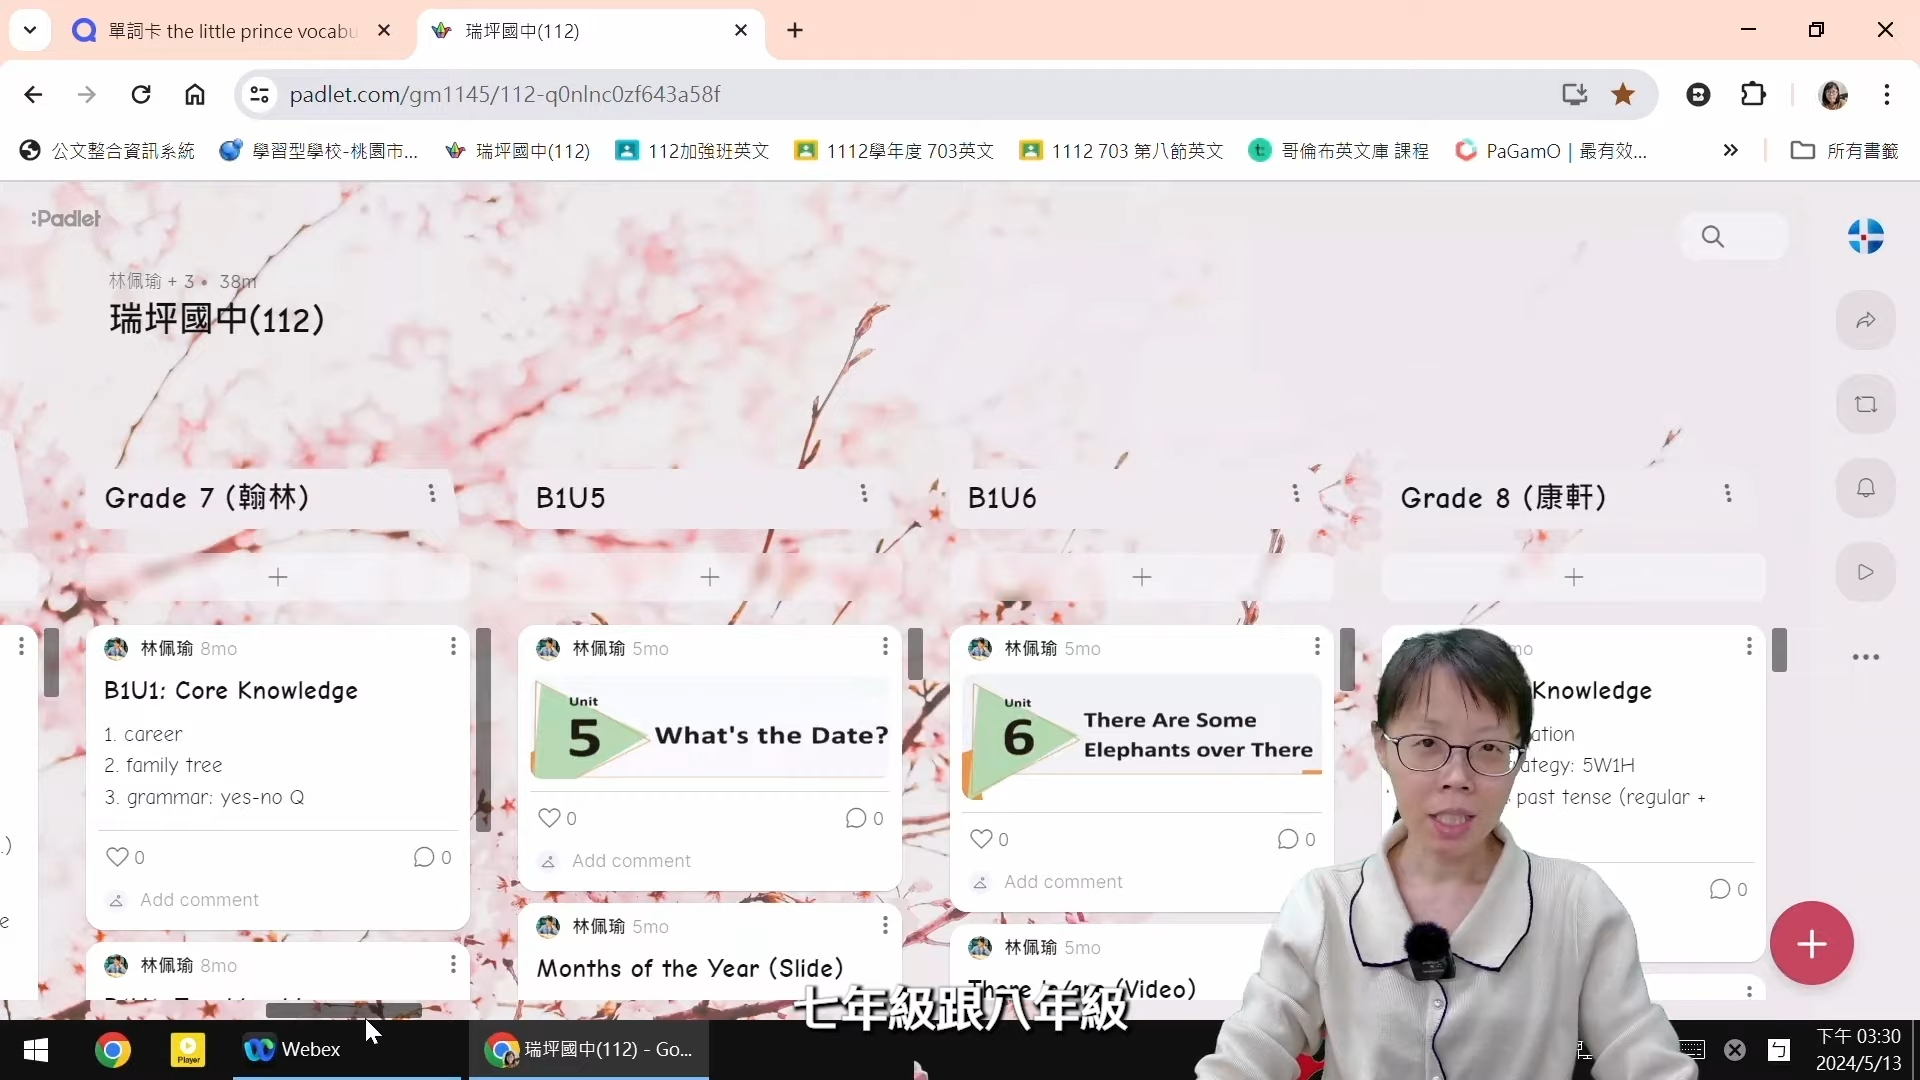 單詞卡 the little prince vocabu
瑞坪國中(112)
padlet.com/gm1145/112-q0nlnc0zf643a58f
公文整合資訊系統
學習型學校-桃園市...
瑞坪國中(112)
112加強班英文
1112學年度 703英文
1112 703 第八節英文
哥倫布英文庫 課程
PaGamO | 最有效...
所有書籤
:Padlet
林佩瑜 + 3 • 38m
瑞坪國中(112)
Grade 7 (翰林)
B1U5
B1U6
Grade 8 (康軒)
林佩瑜 8mo
B1U1: Core Knowledge
1. career
2. family tree
3. grammar: yes-no Q
0
0
Add comment
林佩瑜 8mo
林佩瑜 5mo
Unit
5
What's the Date?
0
0
Add comment
林佩瑜 5mo
Months of the Year (Slide)
林佩瑜 5mo
Unit
6
There Are Some
Elephants over There
0
0
Add comment
林佩瑜 5mo
There is/are (Video)
Knowledge
5W1H
past tense (regular +
0
七年級跟八年級
Player
Webex
瑞坪國中(112) - Go...
下午 03:30
2024/5/13